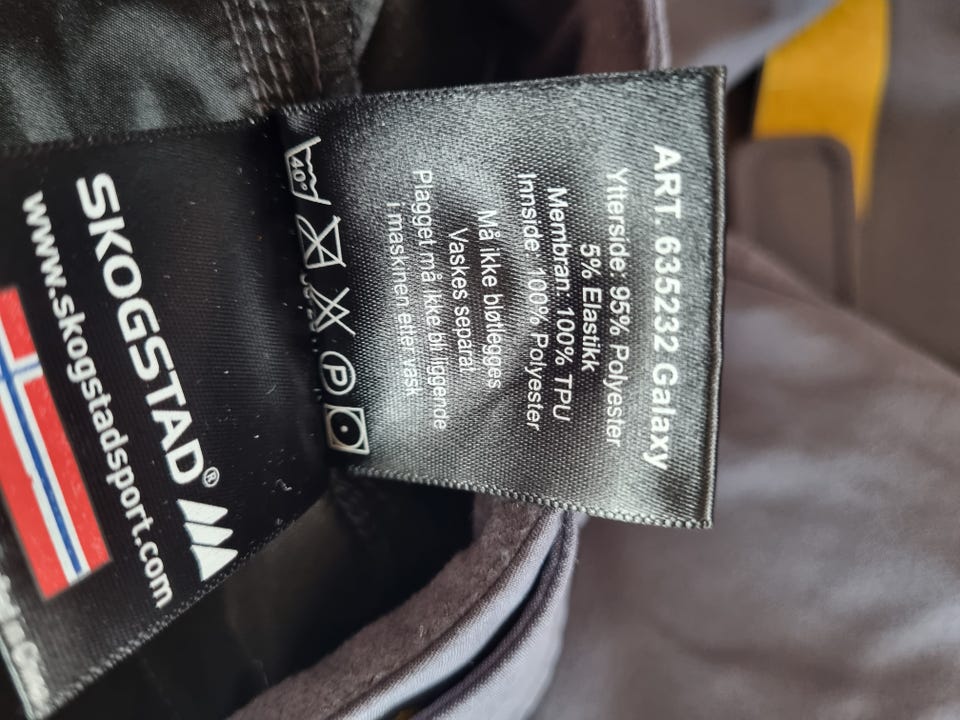 ART. 635232 Galaxy
Ytterside: 95% Polyester
5% Elastikk
Membran: 100% TPU
Innside: 100% Polyester
Må ikke bløtlegges
Vaskes separat
Plagget må ikke bli liggende
i maskinen etter vask
40°
P
SKOGSTAD®
www.skogstadsport.com